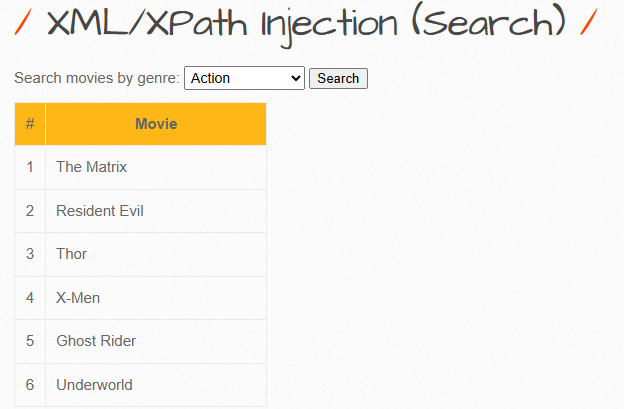 / XML/XPath Injection (Search) /
Search movies by genre: Action Search
# Movie
1 The Matrix
2 Resident Evil
3 Thor
4 X-Men
5 Ghost Rider
6 Underworld